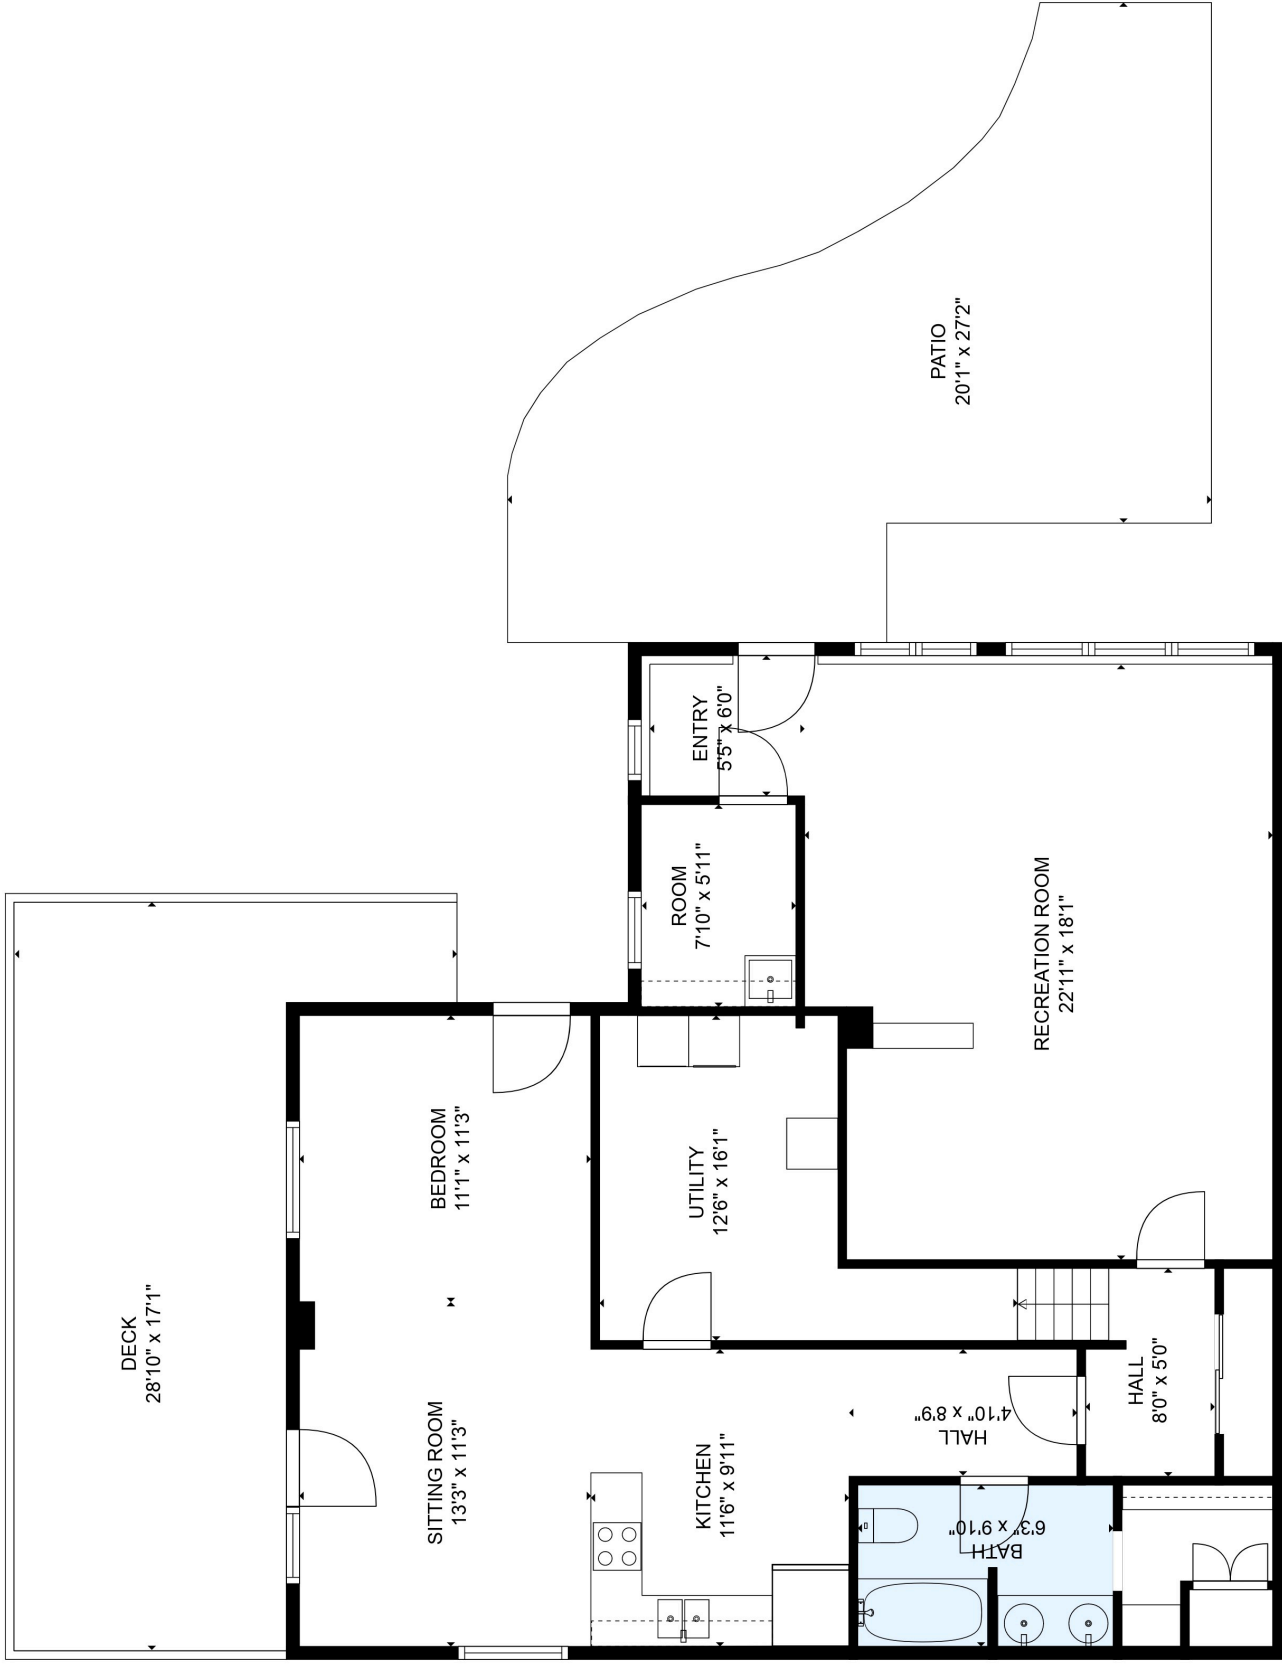 PATIO
20'1" x 27'2"
ENTRY
5'5" x 6'0"
ROOM
7'10" x 5'11"
RECREATION ROOM
22'11" x 18'1"
BEDROOM
11'1" x 11'3"
UTILITY
12'6" x 16'1"
DECK
28'10" x 17'1"
SITTING ROOM
13'3" x 11'3"
KITCHEN
11'6" x 9'11"
HALL
4'10" x 8'9"
HALL
8'0" x 5'0"
BATH
6'3" x 9'10"